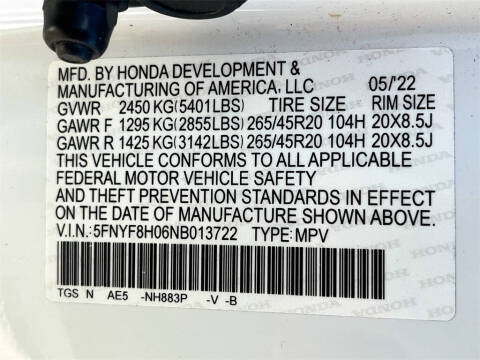 MFD. BY HONDA DEVELOPMENT &
MANUFACTURING OF AMERICA, LLC 05/'22
GVWR 2450 KG(5401LBS) TIRE SIZE RIM SIZE
GAWR F 1295 KG(2855LBS) 265/45R20 104H 20X8.5J
GAWR R 1425 KG(3142LBS) 265/45R20 104H 20X8.5J
THIS VEHICLE CONFORMS TO ALL APPLICABLE
FEDERAL MOTOR VEHICLE SAFETY
AND THEFT PREVENTION STANDARDS IN EFFECT
ON THE DATE OF MANUFACTURE SHOWN ABOVE.
V.I.N.: 5FNYF8H06NB013722 TYPE: MPV
TGS N AE5 -NH883P -V -B